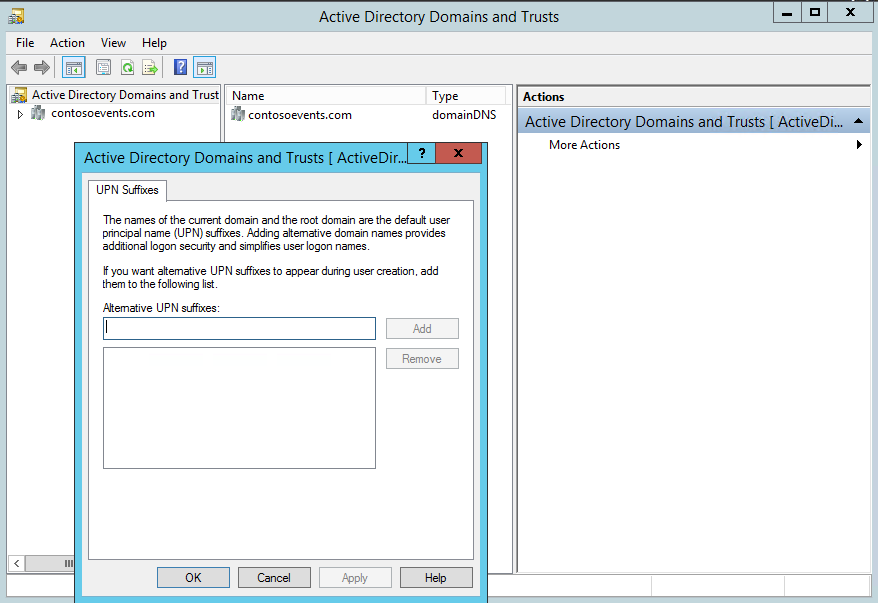 Active Directory Domains and Trusts
File Action View Help
Active Directory Domains and Trust
contosoevents.com
Name Type
contosoevents.com domainDNS
Actions
Active Directory Domains and Trusts [ ActiveDi...
More Actions
Active Directory Domains and Trusts [ ActiveDir... ? x
UPN Suffixes
The names of the current domain and the root domain are the default user
principal name (UPN) suffixes. Adding alternative domain names provides
additional logon security and simplifies user logon names.
If you want alternative UPN suffixes to appear during user creation, add
them to the following list.
Alternative UPN suffixes:
Add
Remove
OK Cancel Apply Help